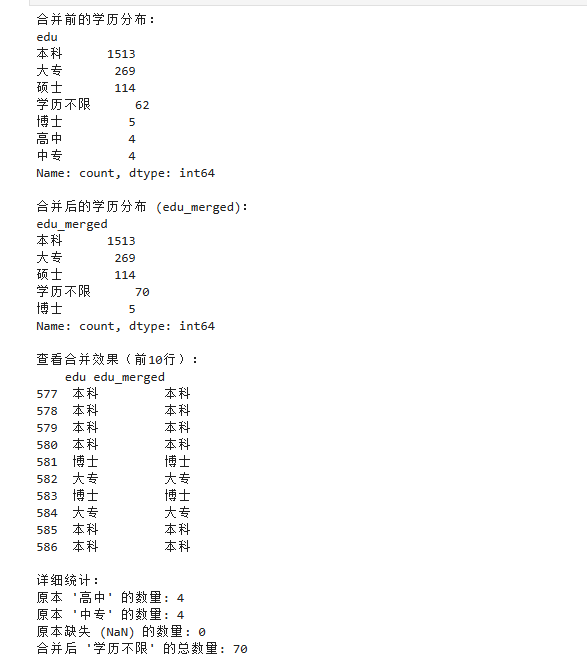 合并前的学历分布:
edu
本科 1513
大专 269
硕士 114
学历不限 62
博士 5
高中 4
中专 4
Name: count, dtype: int64
合并后的学历分布 (edu_merged):
edu_merged
本科 1513
大专 269
硕士 114
学历不限 70
博士 5
Name: count, dtype: int64
查看合并效果（前10行）:
edu edu_merged
577 本科 本科
578 本科 本科
579 本科 本科
580 本科 本科
581 博士 博士
582 大专 大专
583 博士 博士
584 大专 大专
585 本科 本科
586 本科 本科
详细统计:
原本 '高中' 的数量: 4
原本 '中专' 的数量: 4
原本缺失 (NaN) 的数量: 0
合并后 '学历不限' 的总数量: 70